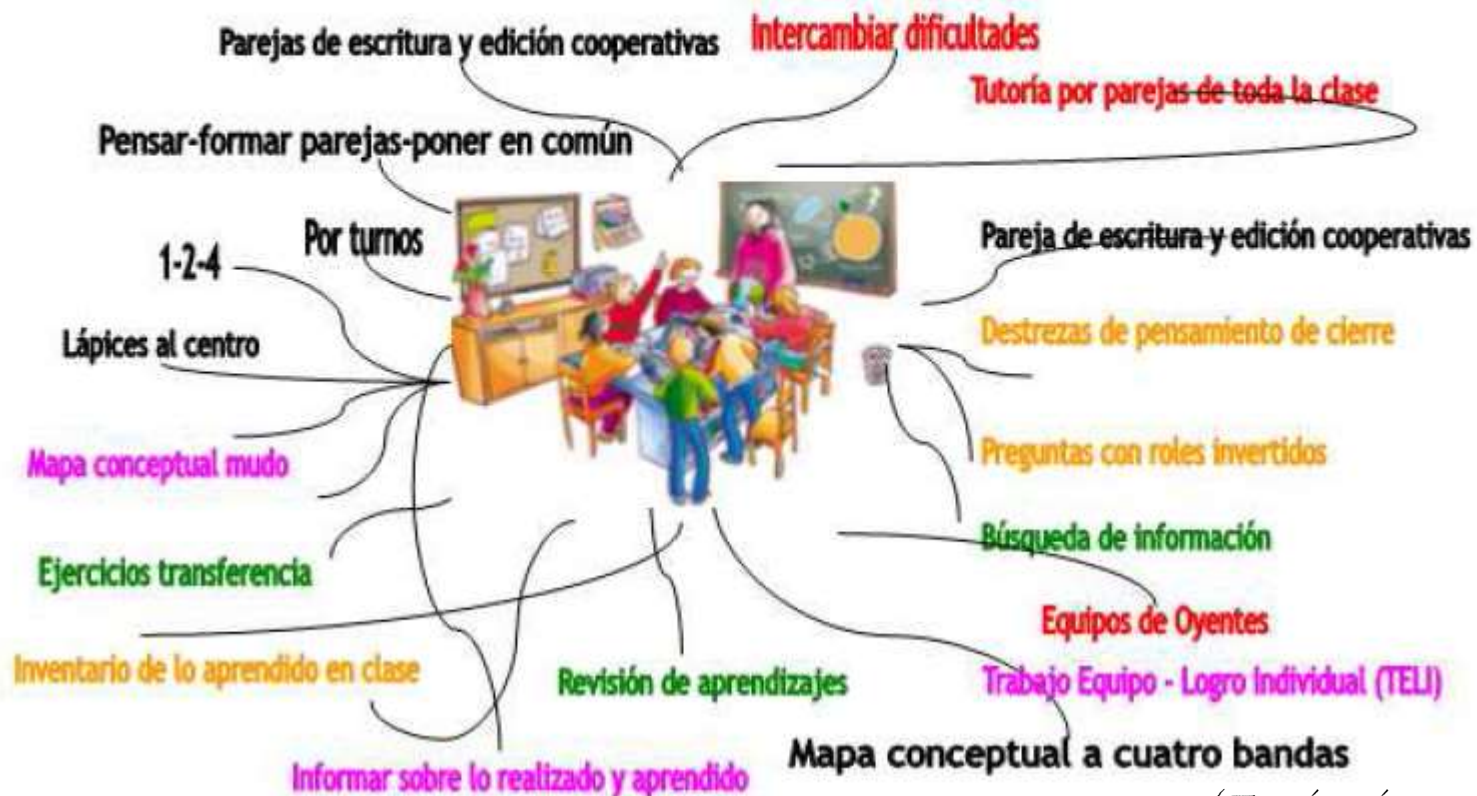 Parejas de escritura y edición cooperativas
Intercambiar dificultades
Tutoría por parejas de toda la clase
Pensar-formar parejas-poner en común
Por turnos
1-2-4
Pareja de escritura y edición cooperativas
Lápices al centro
Destrezas de pensamiento de cierre
Mapa conceptual mudo
Preguntas con roles invertidos
Búsqueda de información
Ejercicios transferencia
Equipos de Oyentes
Inventario de lo aprendido en clase
Revisión de aprendizajes
Trabajo Equipo - Logro Individual (TELI)
Mapa conceptual a cuatro bandas
Informar sobre lo realizado y aprendido